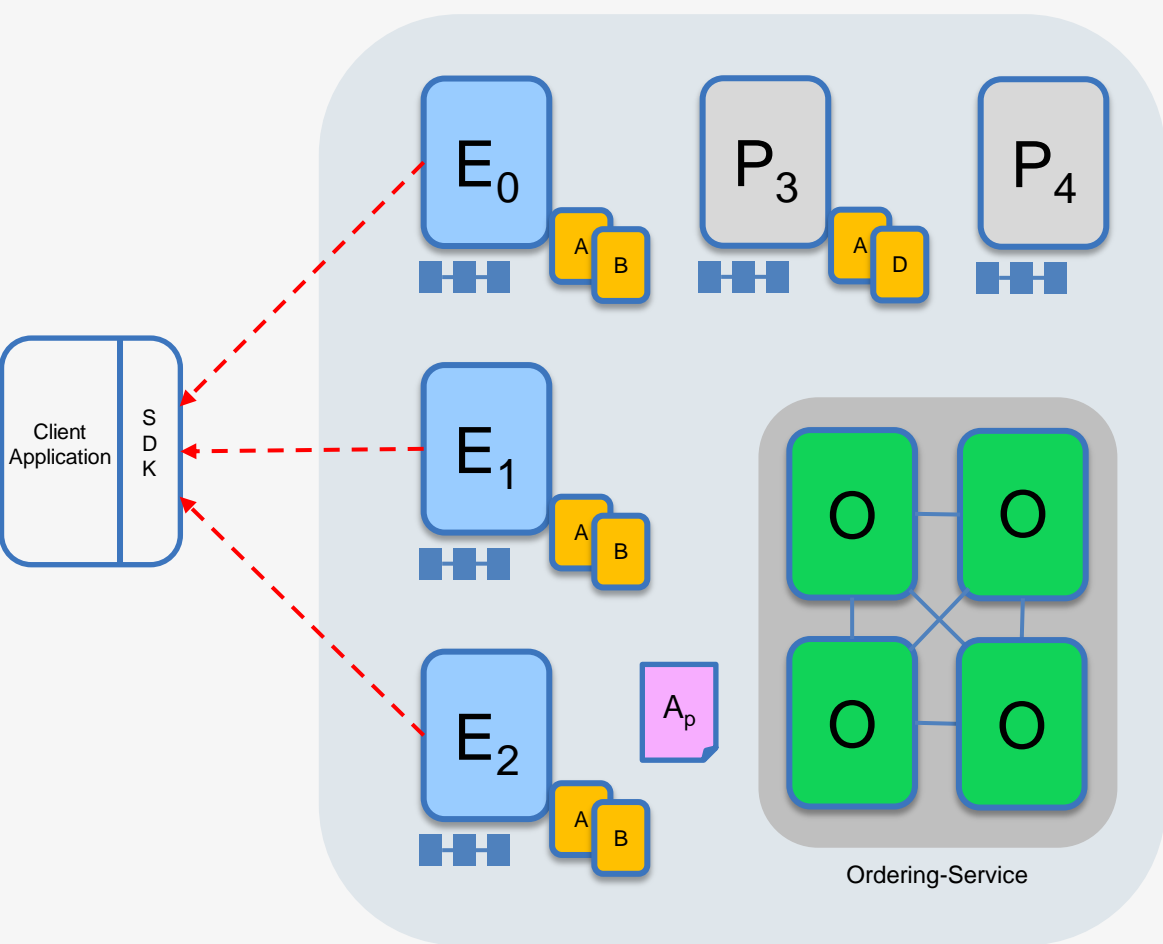 E0
P3
P4
A
B
A
D
Client
Application
S
D
K
E1
A
B
O
O
E2
Ap
O
O
A
B
Ordering-Service